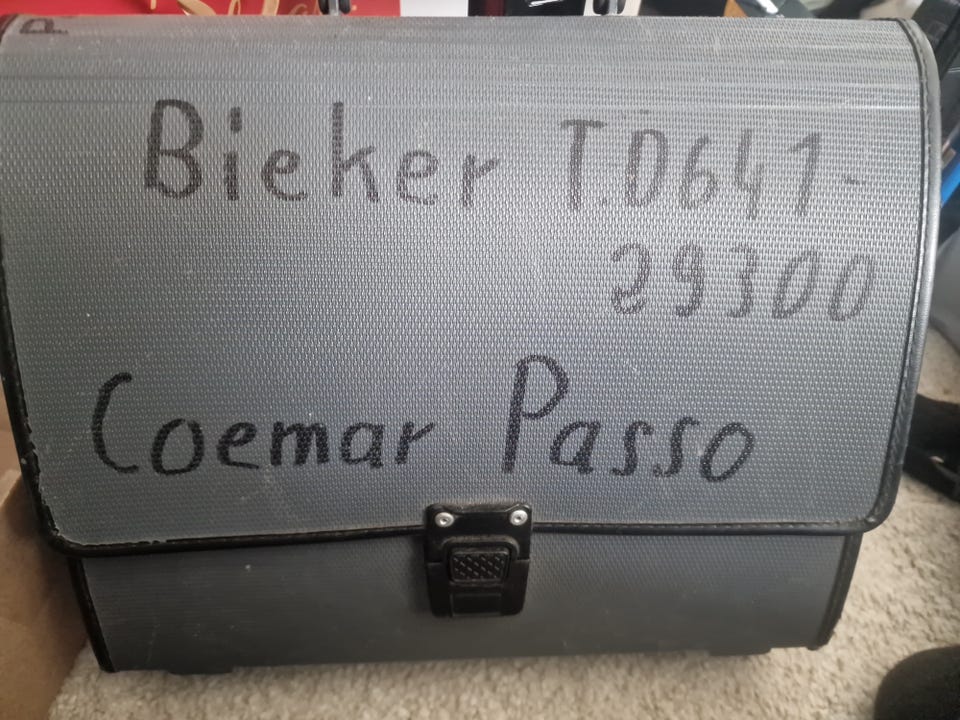 Bieker T.0641-
29300
Coemar Passo